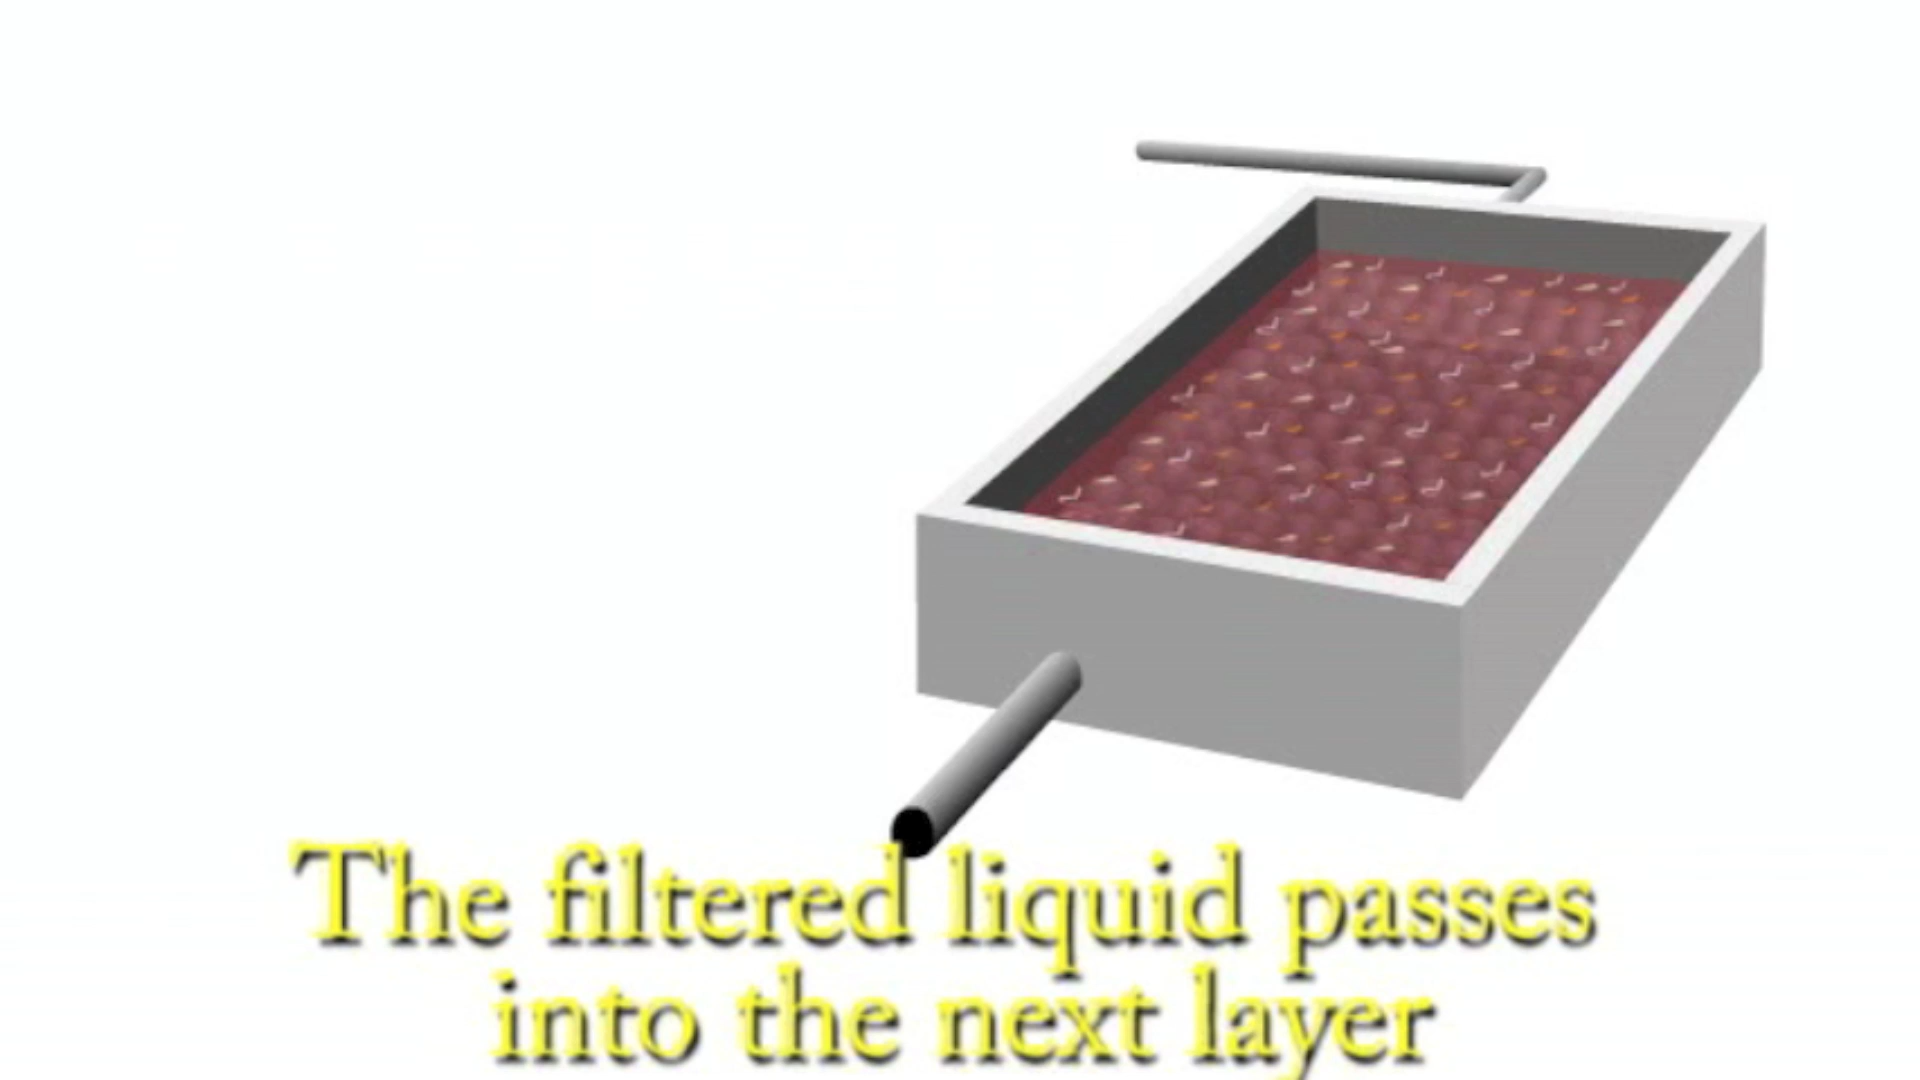 The filtered liquid passes
into the next layer